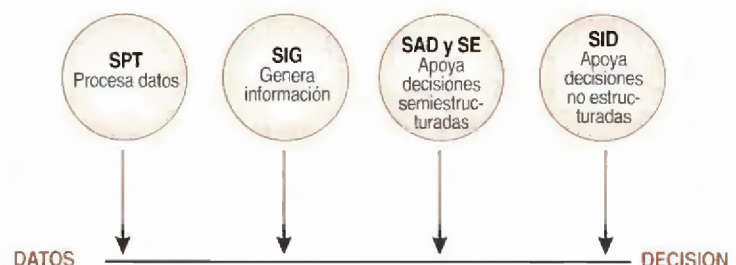 SPT
Procesa datos
SIG
Genera
información
SAD y SE
Apoya
decisiones
semiestruc-
turadas
SID
Apoya
decisiones
no estruc-
turadas
DATOS
DECISION